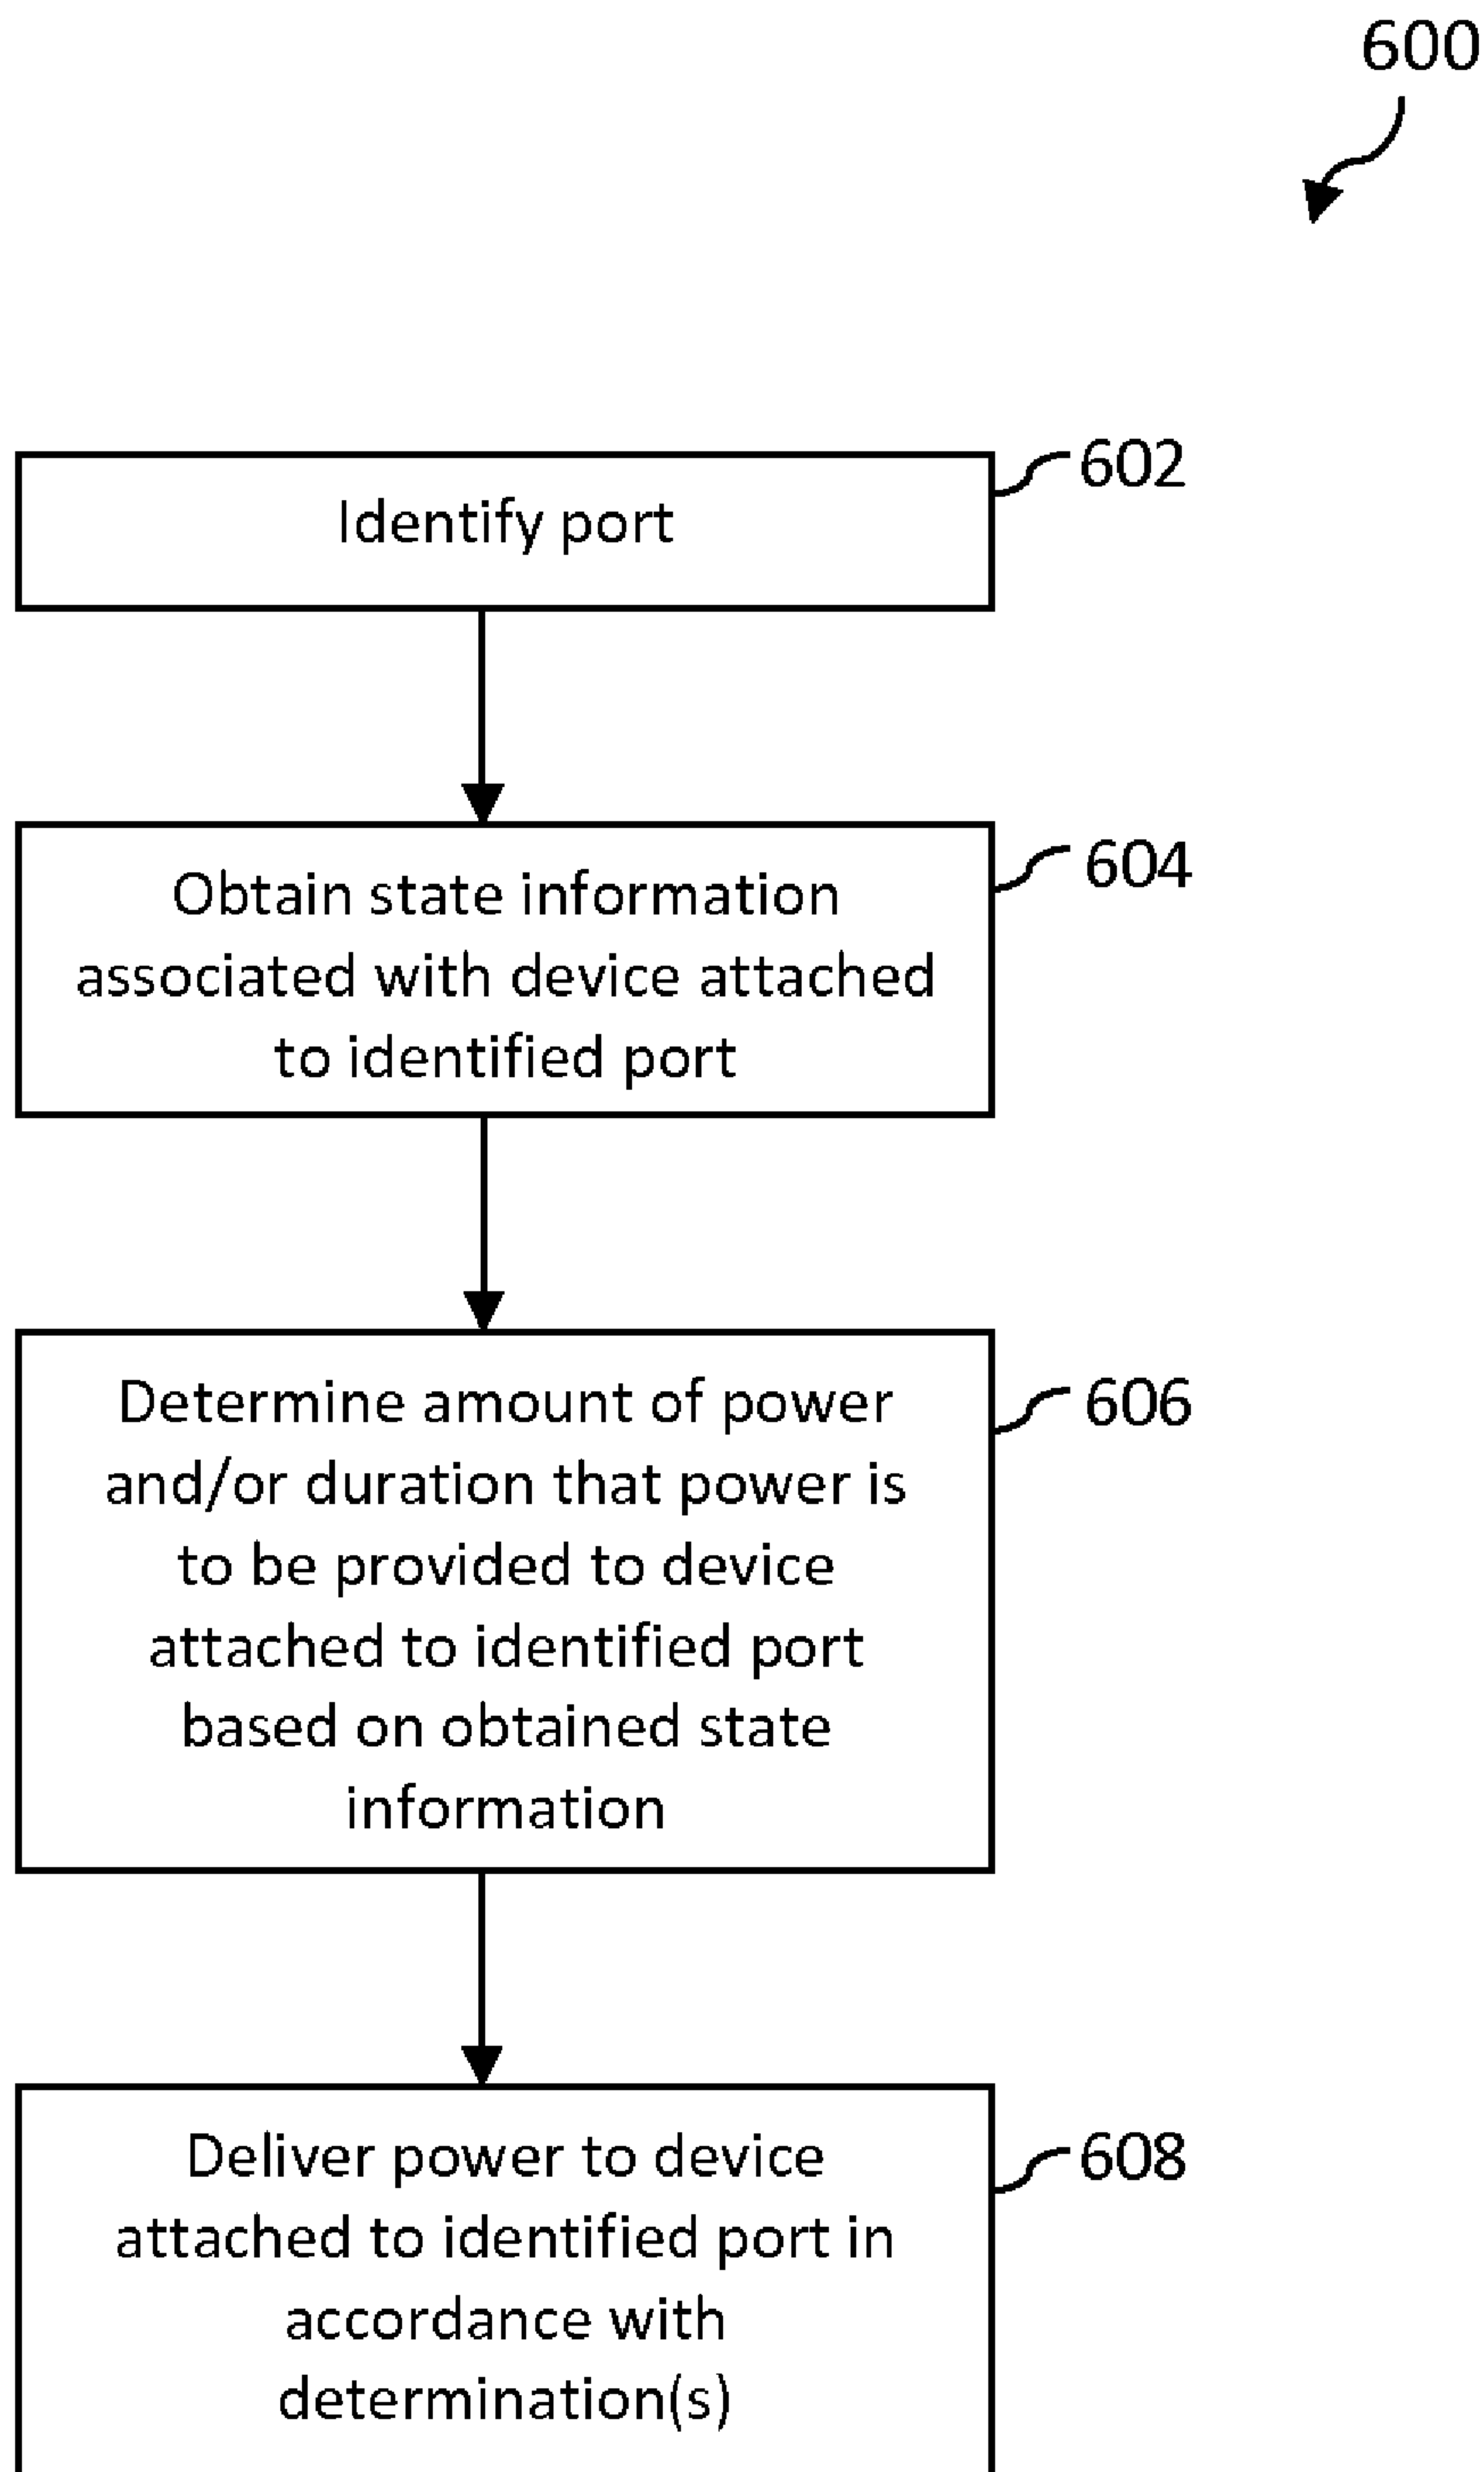 600
Identify port
602
Obtain state information
associated with device attached
to identified port
604
Determine amount of power
and/or duration that power is
to be provided to device
attached to identified port
based on obtained state
information
606
Deliver power to device
attached to identified port in
accordance with
determination(s)
608